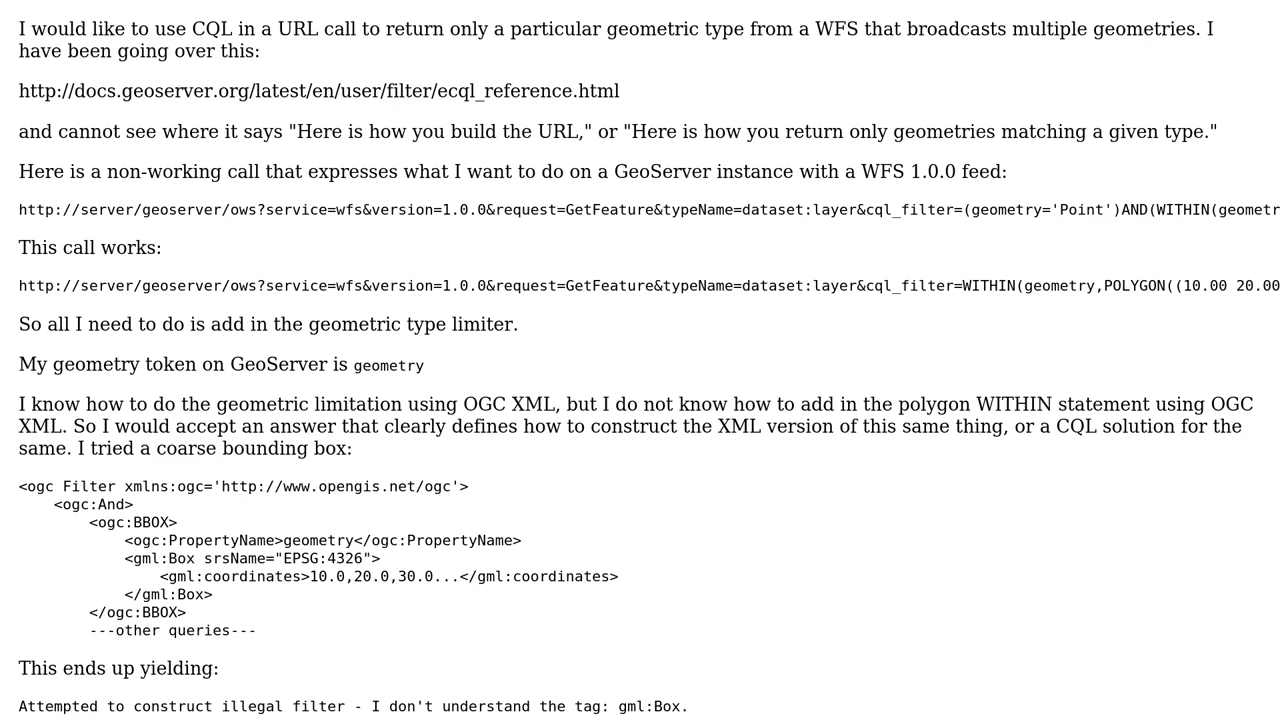 I would like to use CQL in a URL call to return only a particular geometric type from a WFS that broadcasts multiple geometries. I
have been going over this:
http://docs.geoserver.org/latest/en/user/filter/ecql_reference.html
and cannot see where it says "Here is how you build the URL," or "Here is how you return only geometries matching a given type."
Here is a non-working call that expresses what I want to do on a GeoServer instance with a WFS 1.0.0 feed:
http://server/geoserver/ows?service=wfs&version=1.0.0&request=GetFeature&typeName=dataset:layer&cql_filter=(geometry='Point')AND(WITHIN(geometr
This call works:
http://server/geoserver/ows?service=wfs&version=1.0.0&request=GetFeature&typeName=dataset:layer&cql_filter=WITHIN(geometry,POLYGON((10.00 20.00
So all I need to do is add in the geometric type limiter.
My geometry token on GeoServer is geometry
I know how to do the geometric limitation using OGC XML, but I do not know how to add in the polygon WITHIN statement using OGC
XML. So I would accept an answer that clearly defines how to construct the XML version of this same thing, or a CQL solution for the
same. I tried a coarse bounding box:
<ogc Filter xmlns:ogc='http://www.opengis.net/ogc'>
    <ogc:And>
        <ogc:BBOX>
            <ogc:PropertyName>geometry</ogc:PropertyName>
            <gml:Box srsName="EPSG:4326">
                <gml:coordinates>10.0,20.0,30.0...</gml:coordinates>
            </gml:Box>
        </ogc:BBOX>
        ---other queries---
This ends up yielding:
Attempted to construct illegal filter - I don't understand the tag: gml:Box.